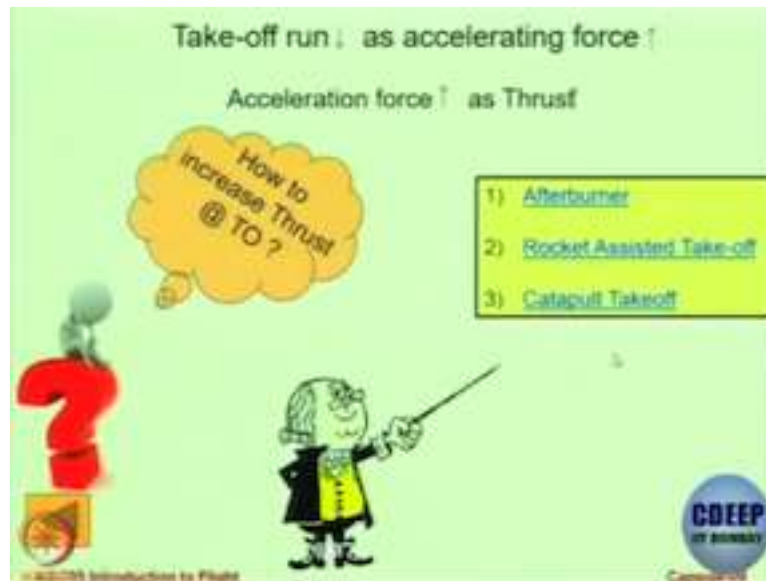 Take-off run ↓ as accelerating force ↑
Acceleration force ↑ as Thrust↑
How to
increase Thrust
@ TO ?
1) Afterburner
2) Rocket Assisted Take-off
3) Catapult Takeoff
CDEEP
IIT BOMBAY
Introduction to Flight